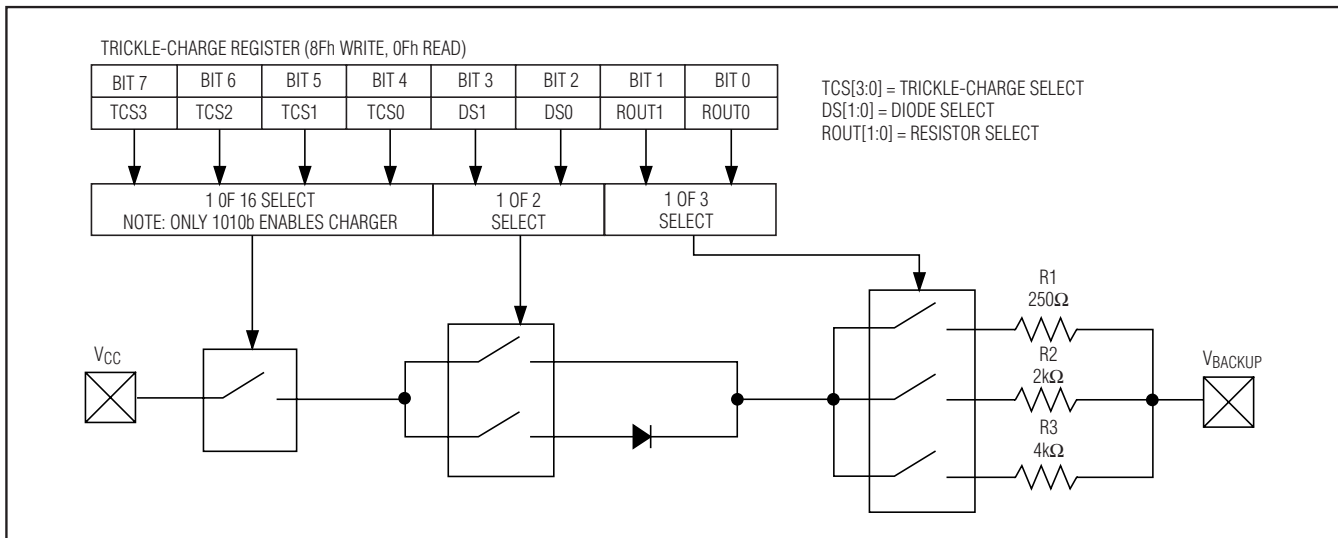 TRICKLE-CHARGE REGISTER (8Fh WRITE, 0Fh READ)
BIT 7 BIT 6 BIT 5 BIT 4 BIT 3 BIT 2 BIT 1 BIT 0
TCS3 TCS2 TCS1 TCS0 DS1 DS0 ROUT1 ROUT0
TCS[3:0] = TRICKLE-CHARGE SELECT
DS[1:0] = DIODE SELECT
ROUT[1:0] = RESISTOR SELECT
1 OF 16 SELECT
NOTE: ONLY 1010b ENABLES CHARGER
1 OF 2
SELECT
1 OF 3
SELECT
VCC
R1
250Ω
R2
2kΩ
R3
4kΩ
VBACKUP